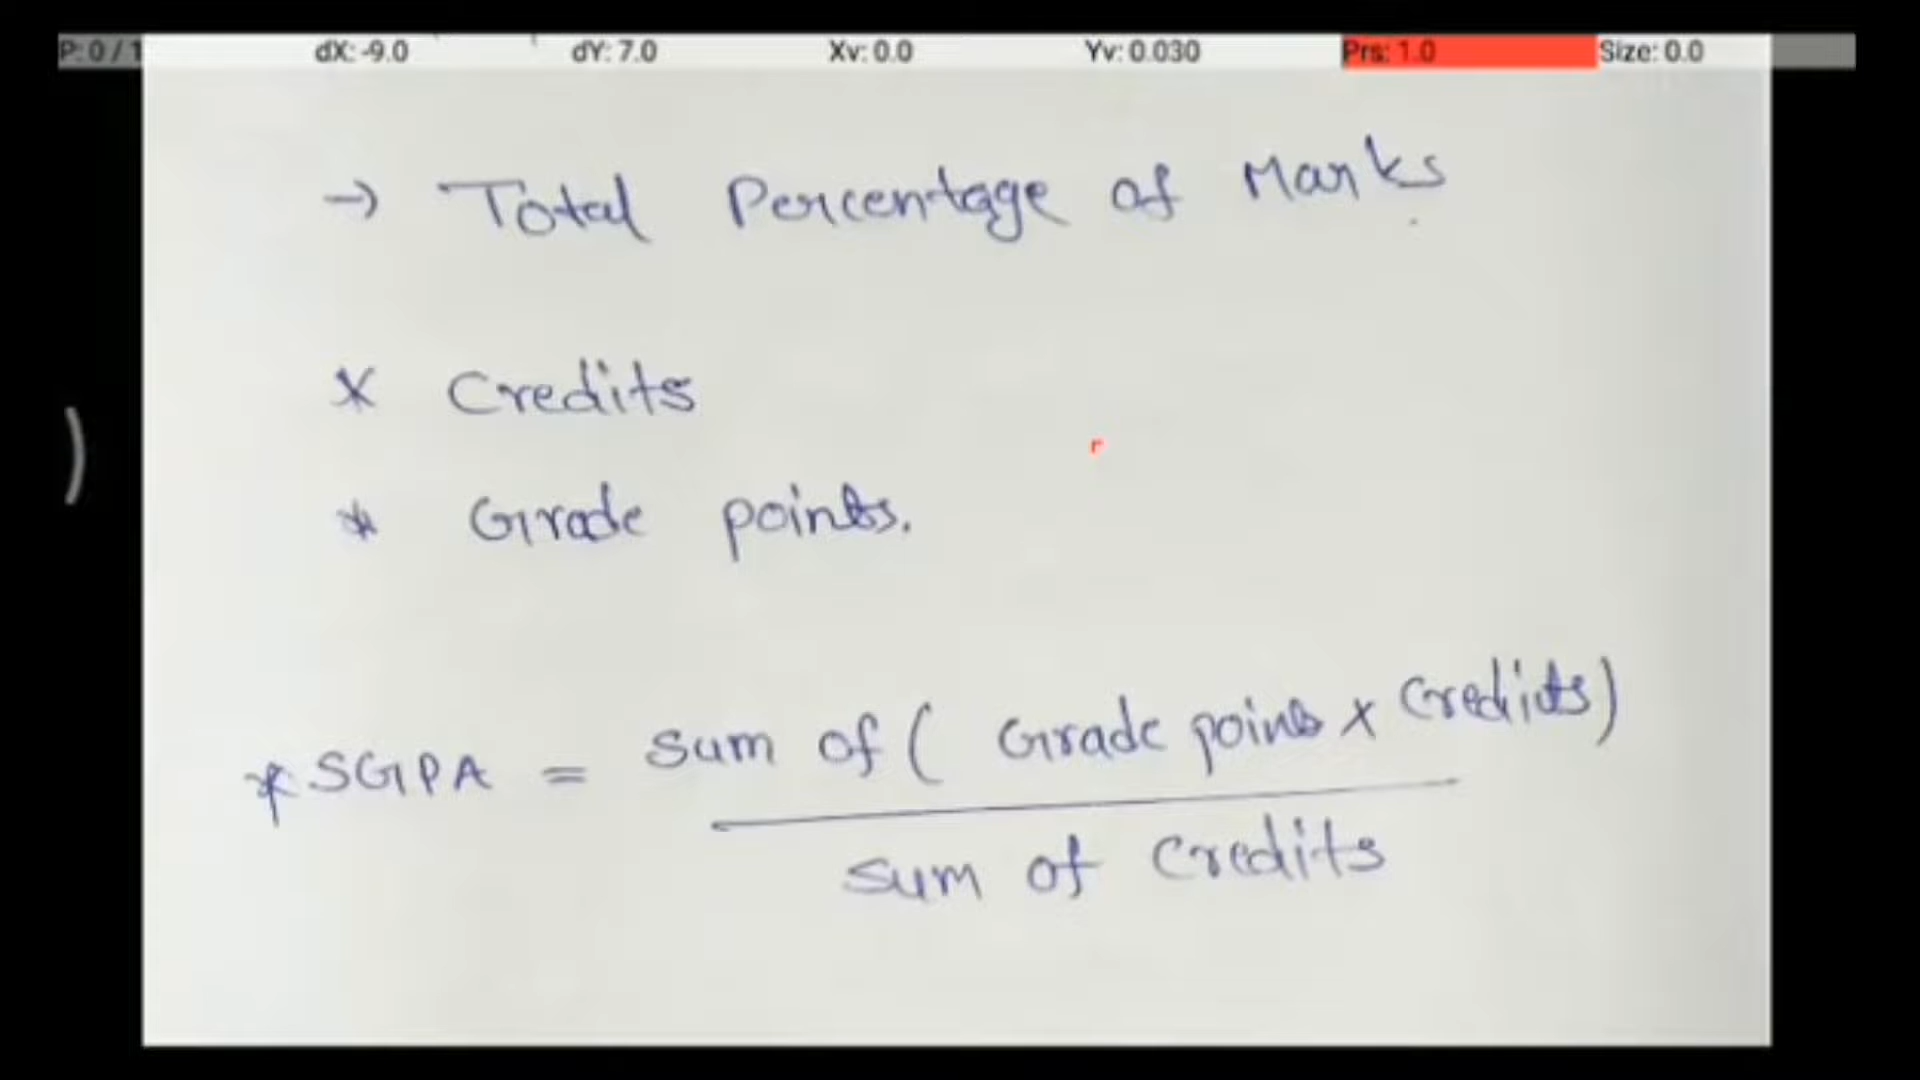 P: 0 / 1 dX: -9.0 dY: 7.0 Xv: 0.0 Yv: 0.030 Prs: 1.0 Size: 0.0
→ Total Percentage of Marks
* Credits
* Grade points.
* SGPA = sum of ( Grade points x Credits)
sum of Credits